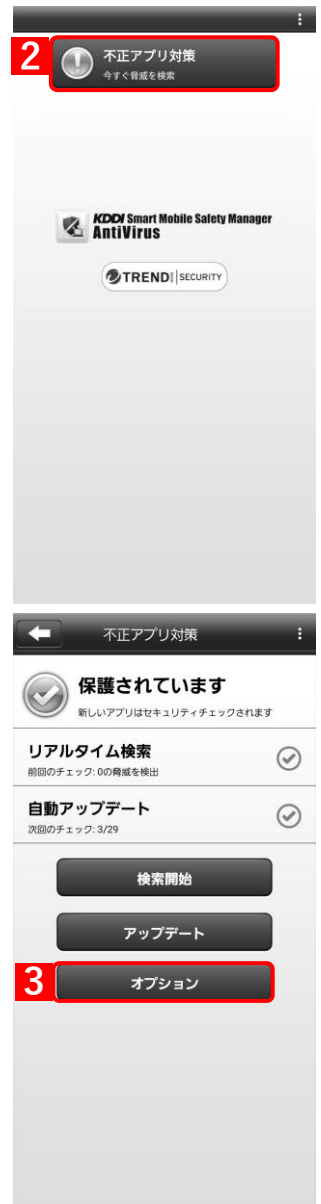 2
不正アプリ対策
今すぐ脅威を検索
KDDI Smart Mobile Safety Manager
AntiVirus
TREND SECURITY
不正アプリ対策
保護されています
新しいアプリはセキュリティチェックされます
リアルタイム検索
前回のチェック: 0の脅威を検出
自動アップデート
次回のチェック: 3/29
検索開始
アップデート
3
オプション